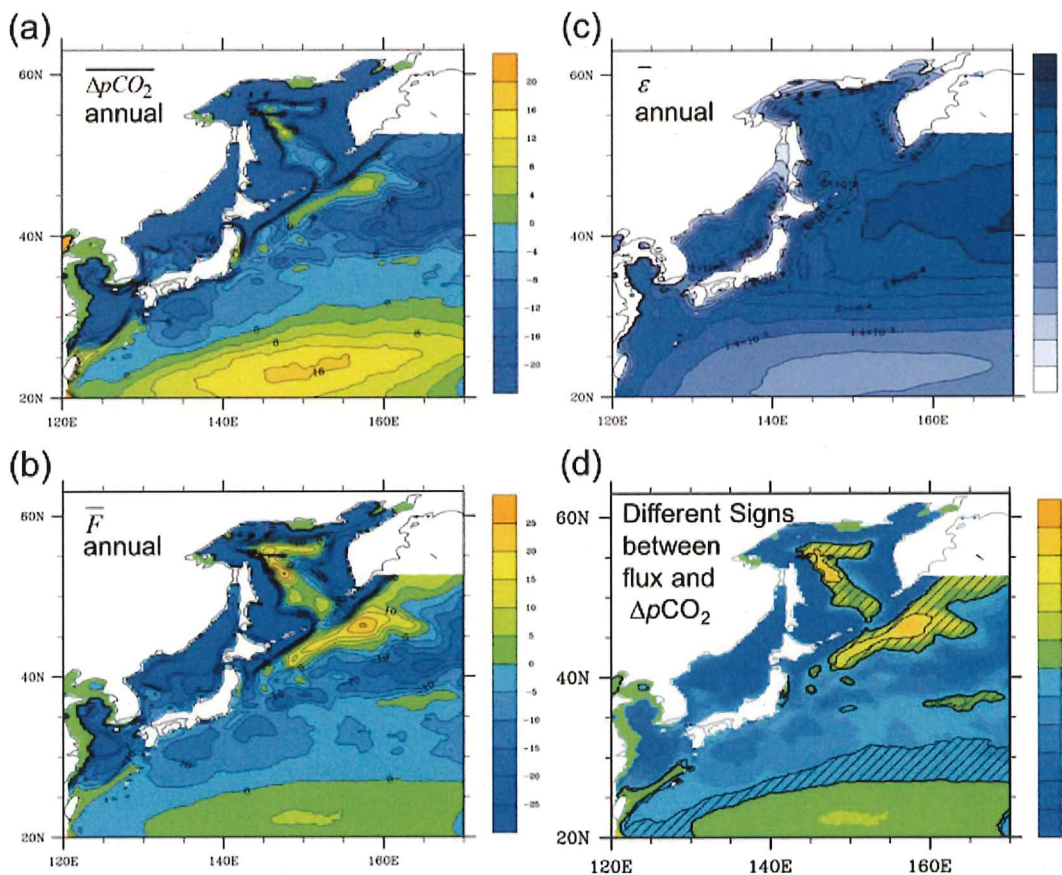 (a)
ΔpCO₂
annual
60N
40N
20N
120E
140E
160E
8
16
8
20
16
12
8
4
0
-4
-8
-12
-16
-20
(c)
ε
annual
60N
40N
20N
120E
140E
160E
(b)
F
annual
60N
40N
20N
120E
140E
160E
10
25
20
15
10
5
0
-5
-10
-15
-20
-25
(d)
Different Signs
between
flux and
ΔpCO₂
60N
40N
20N
120E
140E
160E